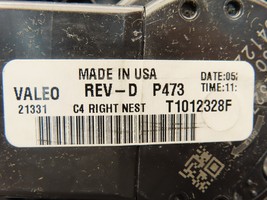 MADE IN USA
DATE:05
VALEO REV-D P473
TIME:11:
21331 C4 RIGHT NEST T1012328F